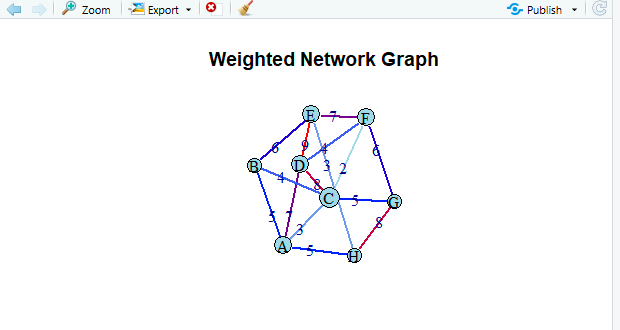 Zoom Export Publish
Weighted Network Graph
E 7 F
6 9 4 6
B D 3 2
4 8
C 5 G
5 7 3 8
A 5 H